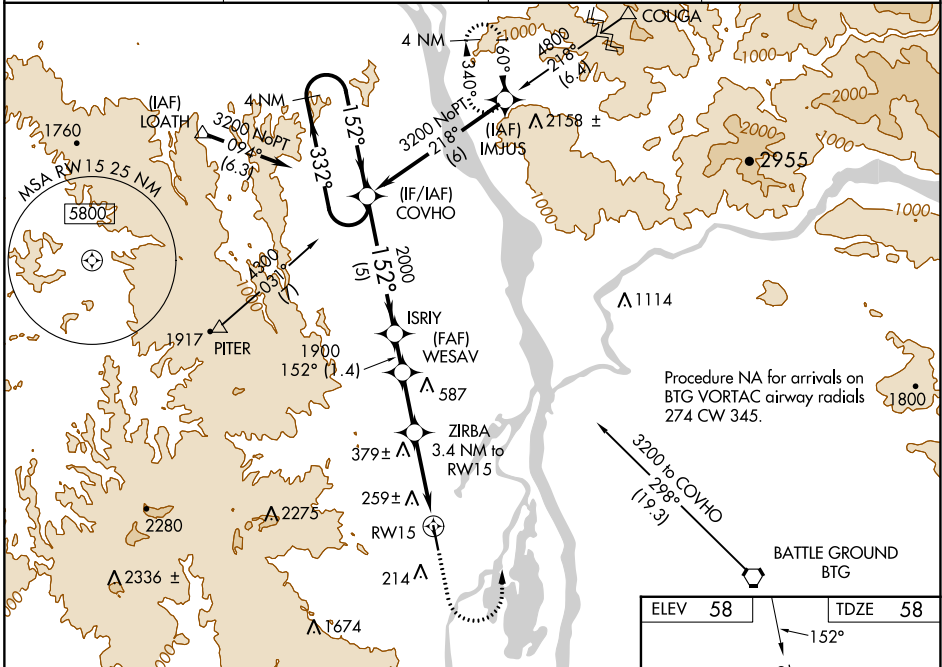 COUGA
4 NM
1000
160°
340°
4800
218°
(6.4)
1000
2000
1000
(IAF)
LOATH
1760
4 NM
152°
332°
3200 NoPT
094°
(6.3)
3200 NoPT
218°
(6)
(IAF)
IMJUS
2158 ±
2000
2955
1000
1000
MSA RW15 25 NM
5800
(IF/IAF)
COVHO
4300
031°
(7)
2000
152°
(5)
1114
1917
PITER
ISRIY
(FAF)
WESAV
1900
152° (1.4)
587
Procedure NA for arrivals on
BTG VORTAC airway radials
274 CW 345.
1800
ZIRBA
3.4 NM to
RW15
379±
3200 to COVHO
298°
(19.3)
259±
RW15
2280
2275
214
2336 ±
1000
1674
BATTLE GROUND
BTG
ELEV 58
TDZE 58
152°